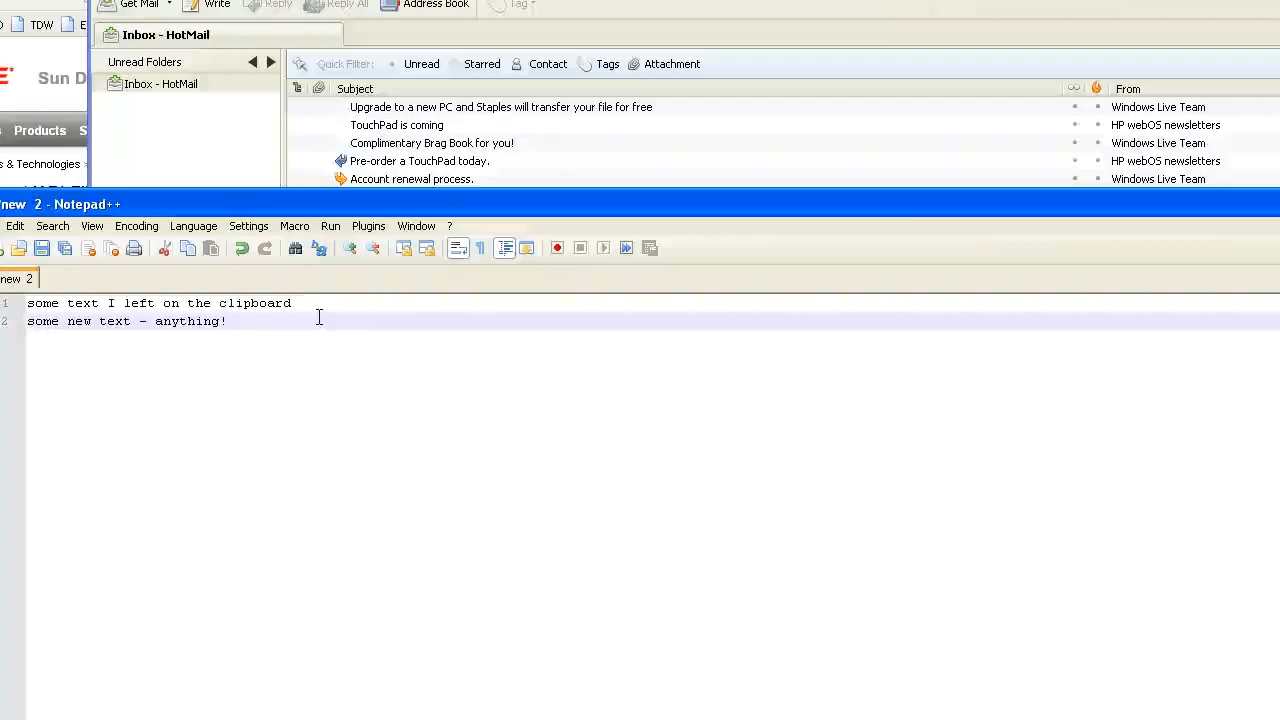 Get Mail Write Reply Reply All Address Book Tag
TDW
Inbox - HotMail
Unread Folders
Quick Filter: Unread Starred Contact Tags Attachment
Inbox - HotMail
Sun D
Subject From
Upgrade to a new PC and Staples will transfer your file for free Windows Live Team
TouchPad is coming HP webOS newsletters
Products S
Complimentary Brag Book for you! Windows Live Team
Pre-order a TouchPad today. HP webOS newsletters
s & Technologies
Account renewal process. Windows Live Team
new 2 - Notepad++
Edit Search View Encoding Language Settings Macro Run Plugins Window ?
new 2
1 some text I left on the clipboard
2 some new text - anything!